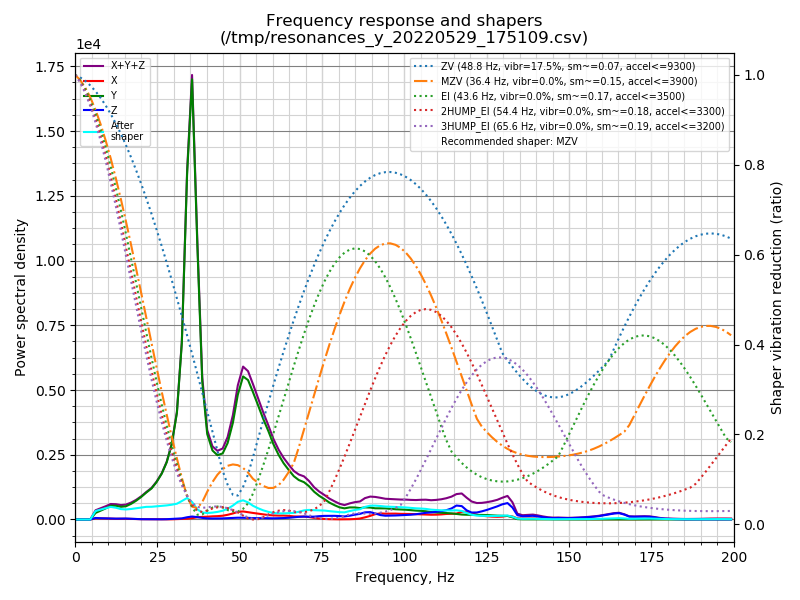 Frequency response and shapers
(/tmp/resonances_y_20220529_175109.csv)
1e4
X+Y+Z
X
Y
Z
After
shaper
ZV (48.8 Hz, vibr=17.5%, sm~=0.07, accel<=9300)
MZV (36.4 Hz, vibr=0.0%, sm~=0.15, accel<=3900)
EI (43.6 Hz, vibr=0.0%, sm~=0.17, accel<=3500)
2HUMP_EI (54.4 Hz, vibr=0.0%, sm~=0.18, accel<=3300)
3HUMP_EI (65.6 Hz, vibr=0.0%, sm~=0.19, accel<=3200)
Recommended shaper: MZV
Power spectral density
1.75
1.50
1.25
1.00
0.75
0.50
0.25
0.00
1.0
0.8
0.6
0.4
0.2
0.0
Shaper vibration reduction (ratio)
0 25 50 75 100 125 150 175 200
Frequency, Hz